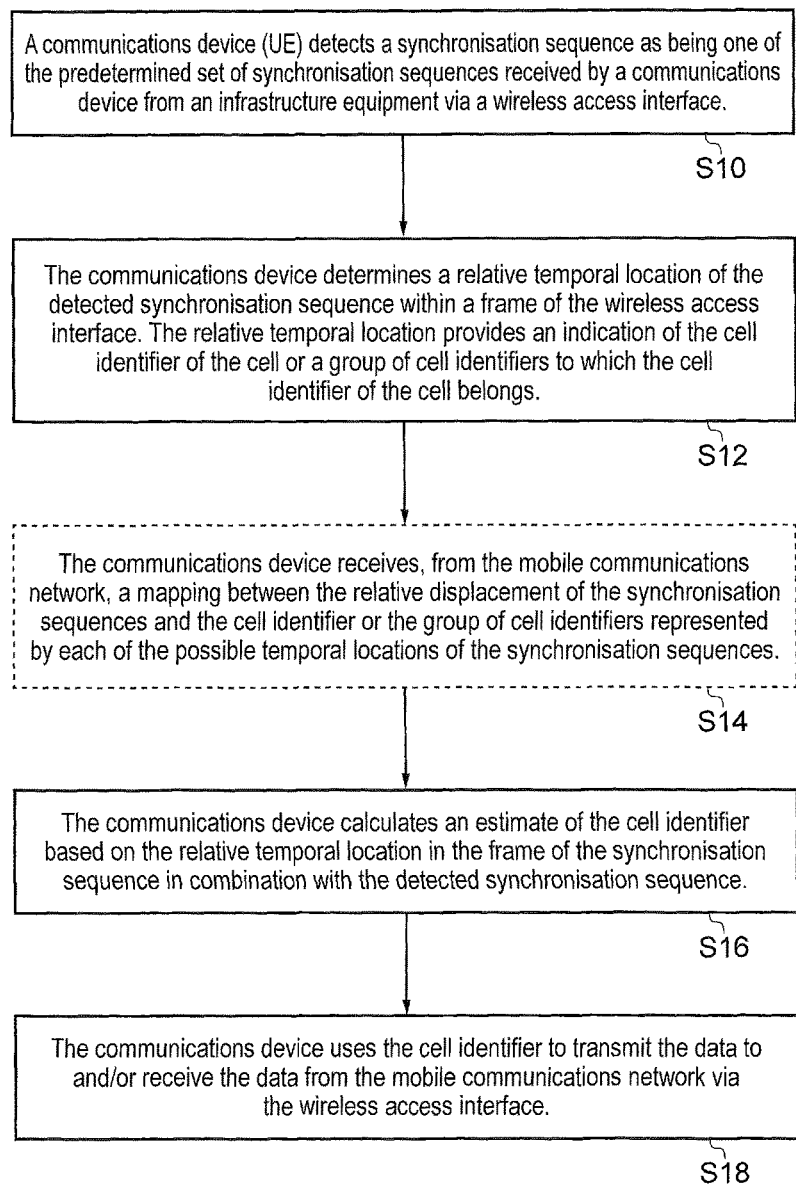 A communications device (UE) detects a synchronisation sequence as being one of
the predetermined set of synchronisation sequences received by a communications
device from an infrastructure equipment via a wireless access interface.
S10
The communications device determines a relative temporal location of the
detected synchronisation sequence within a frame of the wireless access
interface. The relative temporal location provides an indication of the cell
identifier of the cell or a group of cell identifiers to which the cell
identifier of the cell belongs.
S12
The communications device receives, from the mobile communications
network, a mapping between the relative displacement of the synchronisation
sequences and the cell identifier or the group of cell identifiers represented
by each of the possible temporal locations of the synchronisation sequences.
S14
The communications device calculates an estimate of the cell identifier
based on the relative temporal location in the frame of the synchronisation
sequence in combination with the detected synchronisation sequence.
S16
The communications device uses the cell identifier to transmit the data to
and/or receive the data from the mobile communications network via
the wireless access interface.
S18